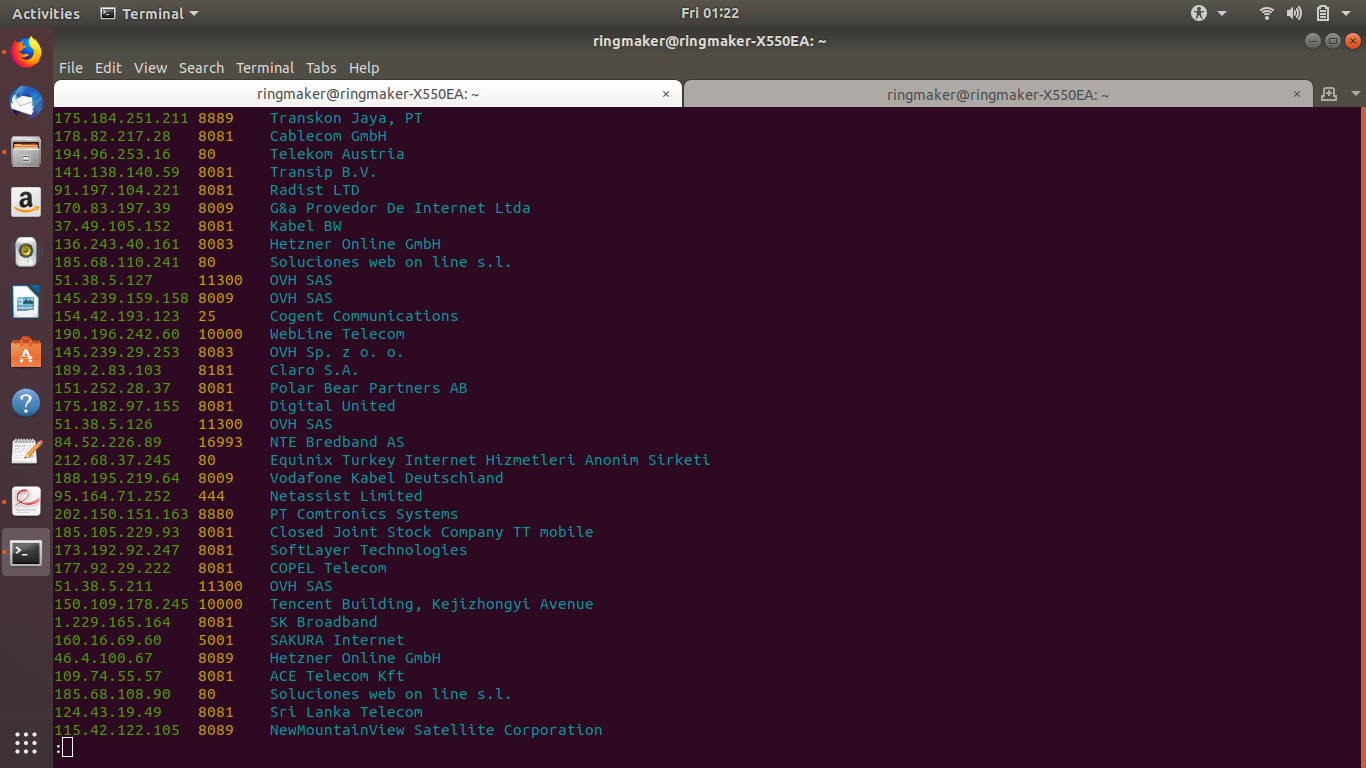 Activities Terminal Fri 01:22
ringmaker@ringmaker-X550EA: ~
File Edit View Search Terminal Tabs Help
ringmaker@ringmaker-X550EA: ~ × ringmaker@ringmaker-X550EA: ~ ×
175.184.251.211 8889 Transkon Jaya, PT
178.82.217.28 8081 Cablecom GmbH
194.96.253.16 80 Telekom Austria
141.138.140.59 8081 Transip B.V.
91.197.104.221 8081 Radist LTD
170.83.197.39 8009 G&a Provedor De Internet Ltda
37.49.105.152 8081 Kabel BW
136.243.40.161 8083 Hetzner Online GmbH
185.68.110.241 80 Soluciones web on line s.l.
51.38.5.127 11300 OVH SAS
145.239.159.158 8009 OVH SAS
154.42.193.123 25 Cogent Communications
190.196.242.60 10000 WebLine Telecom
145.239.29.253 8083 OVH Sp. z o. o.
189.2.83.103 8181 Claro S.A.
151.252.28.37 8081 Polar Bear Partners AB
175.182.97.155 8081 Digital United
51.38.5.126 11300 OVH SAS
84.52.226.89 16993 NTE Bredband AS
212.68.37.245 80 Equinix Turkey Internet Hizmetleri Anonim Sirketi
188.195.219.64 8009 Vodafone Kabel Deutschland
95.164.71.252 444 Netassist Limited
202.150.151.163 8880 PT Comtronics Systems
185.105.229.93 8081 Closed Joint Stock Company TT mobile
173.192.92.247 8081 SoftLayer Technologies
177.92.29.222 8081 COPEL Telecom
51.38.5.211 11300 OVH SAS
150.109.178.245 10000 Tencent Building, Kejizhongyi Avenue
1.229.165.164 8081 SK Broadband
160.16.69.60 5001 SAKURA Internet
46.4.100.67 8089 Hetzner Online GmbH
109.74.55.57 8081 ACE Telecom Kft
185.68.108.90 80 Soluciones web on line s.l.
124.43.19.49 8081 Sri Lanka Telecom
115.42.122.105 8089 NewMountainView Satellite Corporation
: